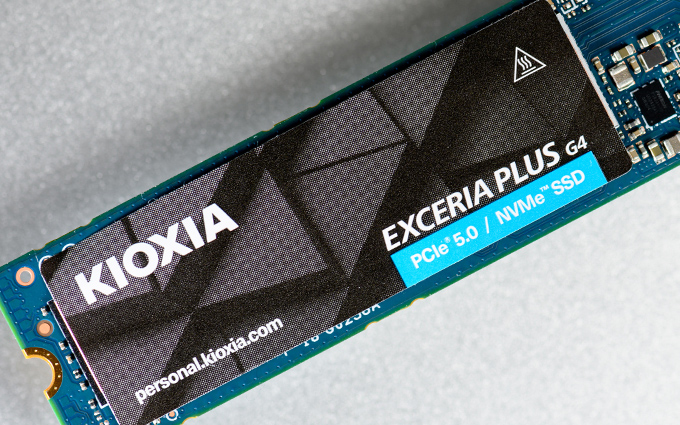 KIOXIA
EXCERIA PLUS G4
PCIe® 5.0 / NVMe™ SSD
personal.kioxia.com